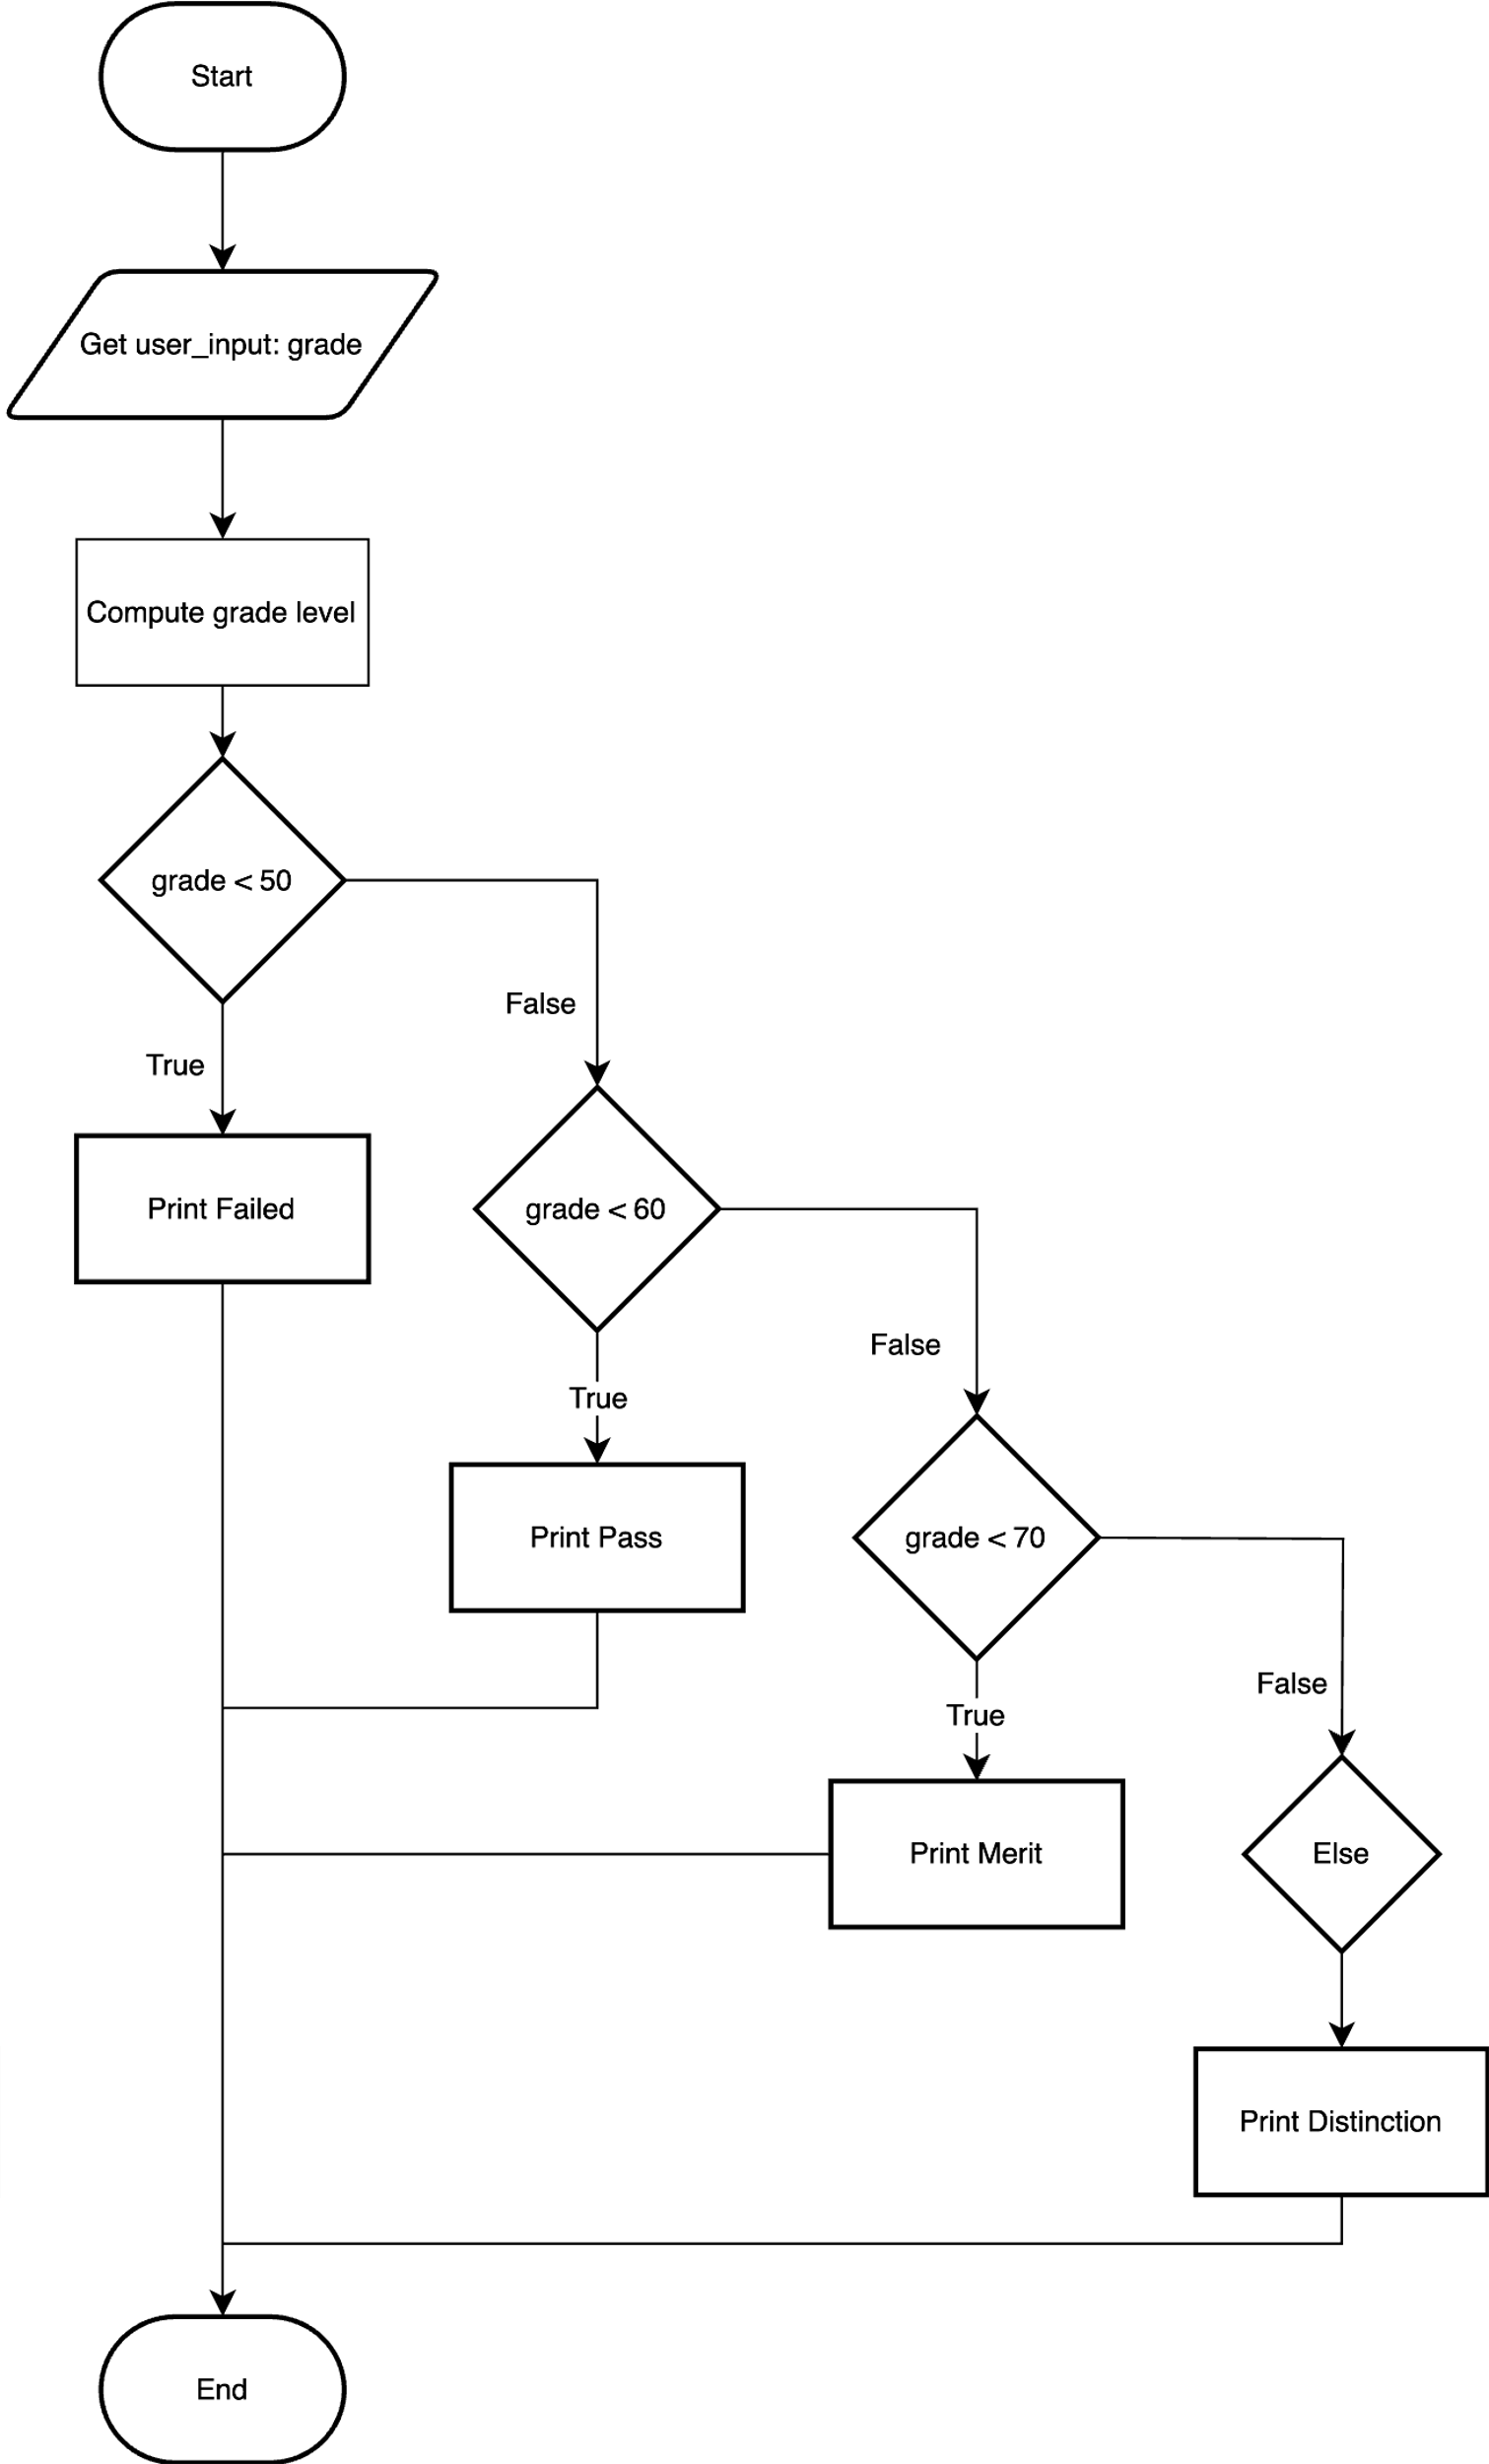 Start
Get user_input: grade
Compute grade level
grade < 50
False
True
Print Failed
grade < 60
False
True
Print Pass
grade < 70
False
True
Print Merit
Else
Print Distinction
End